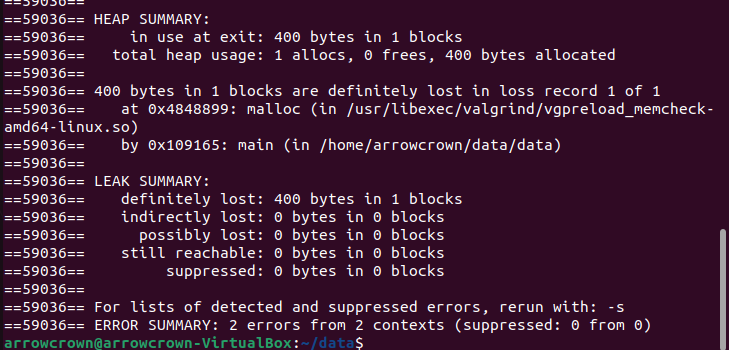 ==59036==
==59036== HEAP SUMMARY:
==59036==     in use at exit: 400 bytes in 1 blocks
==59036==   total heap usage: 1 allocs, 0 frees, 400 bytes allocated
==59036==
==59036== 400 bytes in 1 blocks are definitely lost in loss record 1 of 1
==59036==    at 0x4848899: malloc (in /usr/libexec/valgrind/vgpreload_memcheck-
amd64-linux.so)
==59036==    by 0x109165: main (in /home/arrowcrown/data/data)
==59036==
==59036== LEAK SUMMARY:
==59036==    definitely lost: 400 bytes in 1 blocks
==59036==    indirectly lost: 0 bytes in 0 blocks
==59036==      possibly lost: 0 bytes in 0 blocks
==59036==    still reachable: 0 bytes in 0 blocks
==59036==         suppressed: 0 bytes in 0 blocks
==59036==
==59036== For lists of detected and suppressed errors, rerun with: -s
==59036== ERROR SUMMARY: 2 errors from 2 contexts (suppressed: 0 from 0)
arrowcrown@arrowcrown-VirtualBox:~/data$